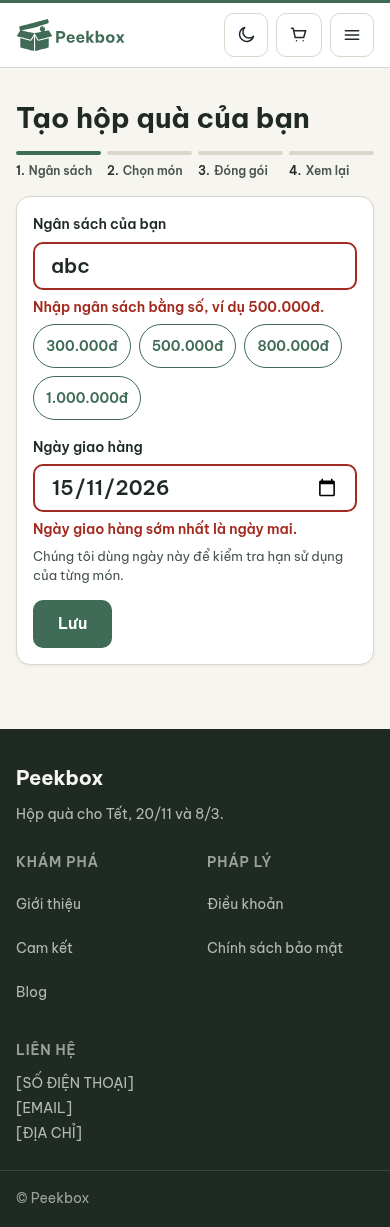 Peekbox
Tạo hộp quà của bạn
1. Ngân sách
2. Chọn món
3. Đóng gói
4. Xem lại
Ngân sách của bạn
abc
Nhập ngân sách bằng số, ví dụ 500.000đ.
300.000đ
500.000đ
800.000đ
1.000.000đ
Ngày giao hàng
15/11/2026
Ngày giao hàng sớm nhất là ngày mai.
Chúng tôi dùng ngày này để kiểm tra hạn sử dụng
của từng món.
Lưu
Peekbox
Hộp quà cho Tết, 20/11 và 8/3.
KHÁM PHÁ
Giới thiệu
Cam kết
Blog
PHÁP LÝ
Điều khoản
Chính sách bảo mật
LIÊN HỆ
[SỐ ĐIỆN THOẠI]
[EMAIL]
[ĐỊA CHỈ]
© Peekbox